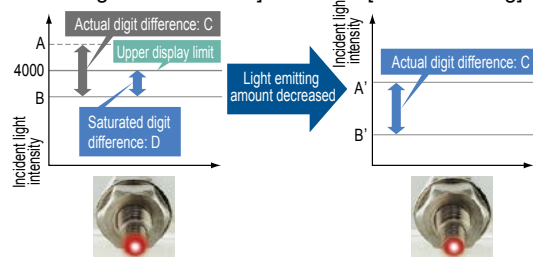 Actual digit difference: C
A
Upper display limit
4000
B
Saturated digit
difference: D
Incident light
intensity
Light emitting
amount decreased
Incident light
intensity
Actual digit difference: C
A'
B'